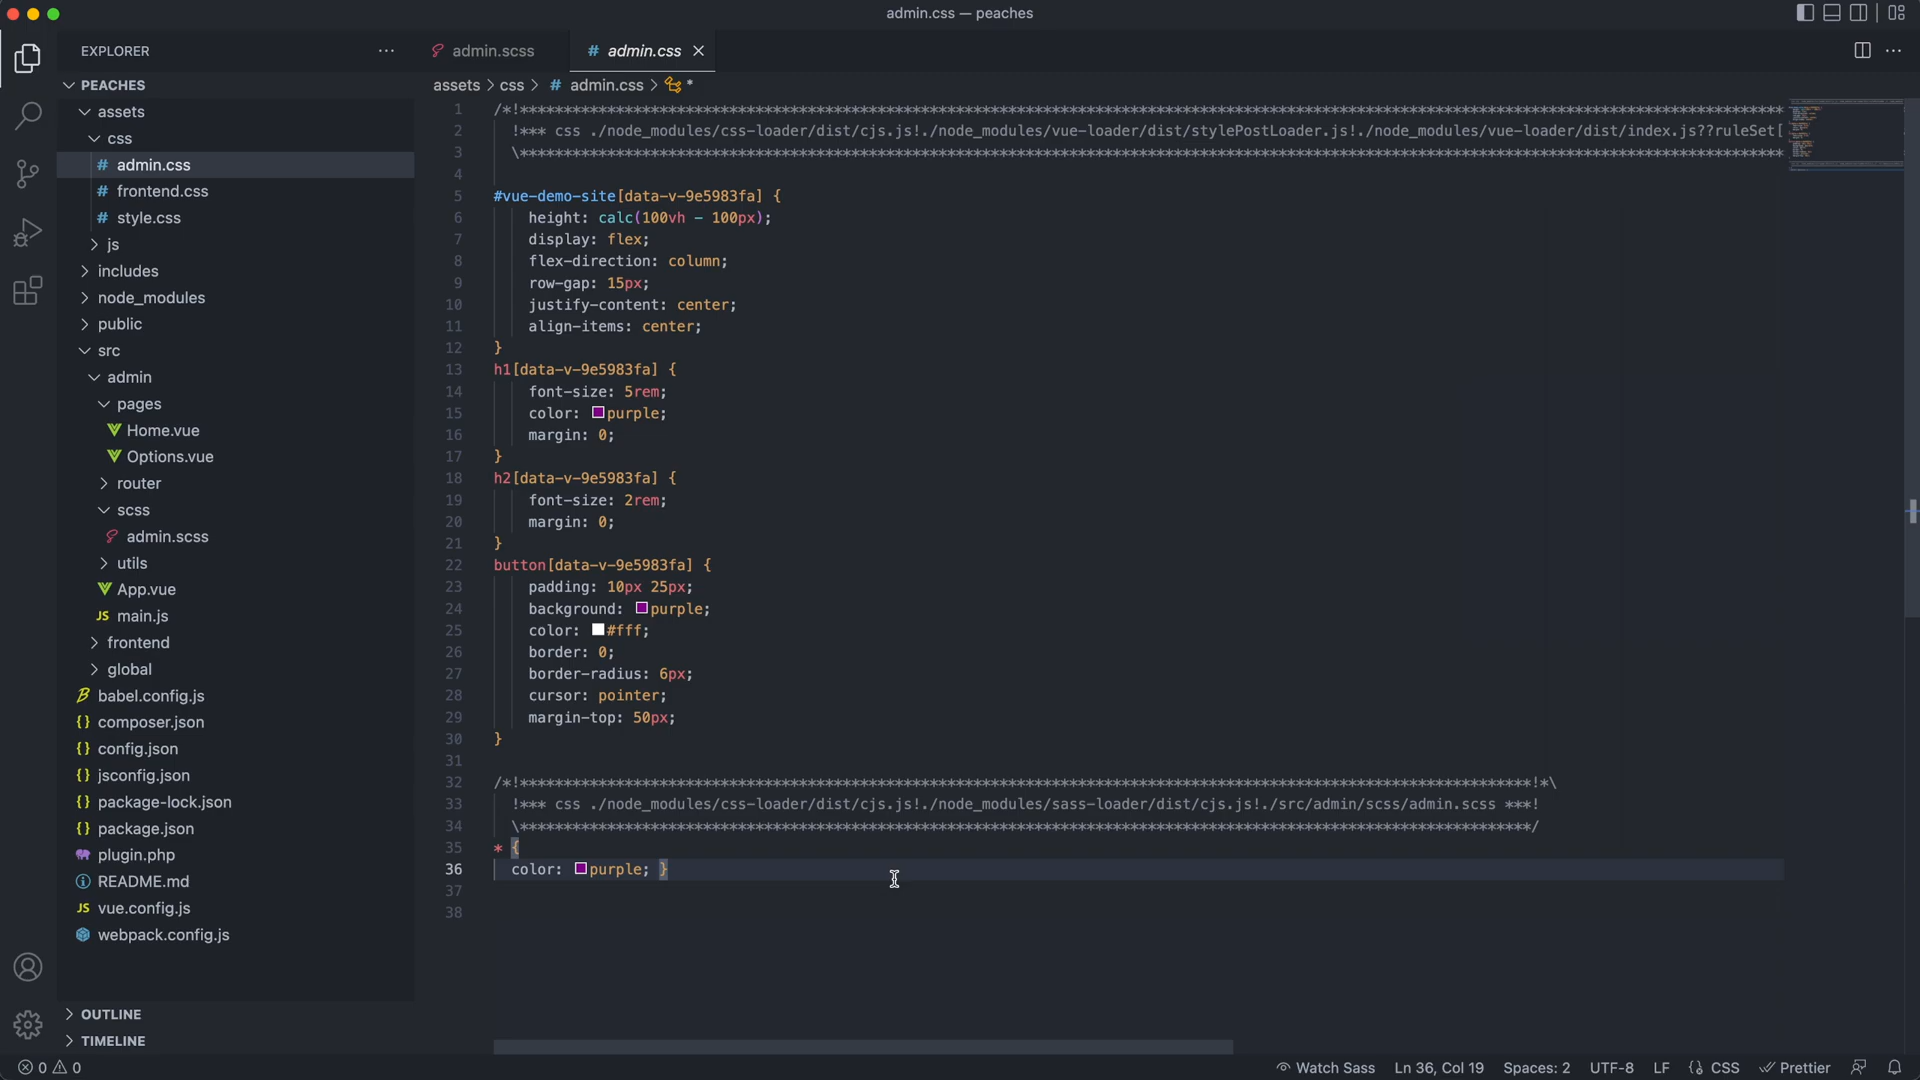 admin.css — peaches
EXPLORER
PEACHES
assets
css
admin.css
frontend.css
style.css
js
includes
node_modules
public
src
admin
pages
Home.vue
Options.vue
router
scss
admin.scss
utils
App.vue
main.js
frontend
global
babel.config.js
composer.json
config.json
jsconfig.json
package-lock.json
package.json
plugin.php
README.md
vue.config.js
webpack.config.js
OUTLINE
TIMELINE
admin.scss
# admin.css
assets > css > # admin.css > *
1
2 !*** css ./node_modules/css-loader/dist/cjs.js!./node_modules/vue-loader/dist/stylePostLoader.js!./node_modules/vue-loader/dist/index.js??ruleSet[
3
4
5 #vue-demo-site[data-v-9e5983fa] {
6 height: calc(100vh - 100px);
7 display: flex;
8 flex-direction: column;
9 row-gap: 15px;
10 justify-content: center;
11 align-items: center;
12 }
13 h1[data-v-9e5983fa] {
14 font-size: 5rem;
15 color: purple;
16 margin: 0;
17 }
18 h2[data-v-9e5983fa] {
19 font-size: 2rem;
20 margin: 0;
21 }
22 button[data-v-9e5983fa] {
23 padding: 10px 25px;
24 background: purple;
25 color: #fff;
26 border: 0;
27 border-radius: 6px;
28 cursor: pointer;
29 margin-top: 50px;
30 }
31
32
33 !*** css ./node_modules/css-loader/dist/cjs.js!./node_modules/sass-loader/dist/cjs.js!./src/admin/scss/admin.scss ***!
34
35 * {
36 color: purple; }
37
38
0 0
Watch Sass Ln 36, Col 19 Spaces: 2 UTF-8 LF {} CSS Prettier